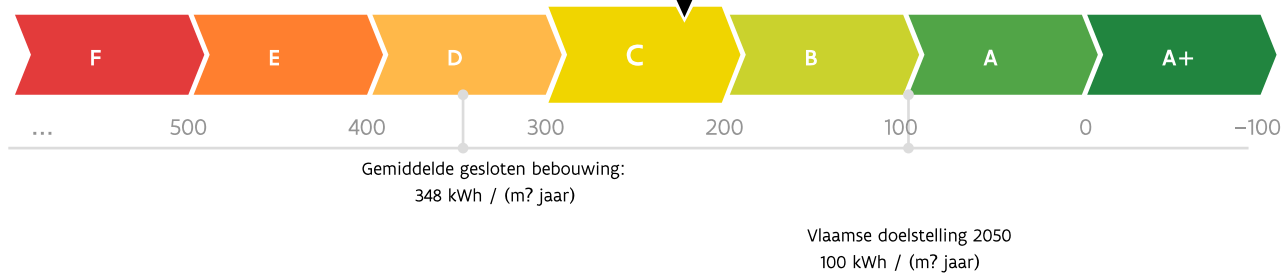 F E D C B A A+
... 500 400 300 200 100 0 –100
Gemiddelde gesloten bebouwing:
348 kWh / (m? jaar)
Vlaamse doelstelling 2050
100 kWh / (m? jaar)